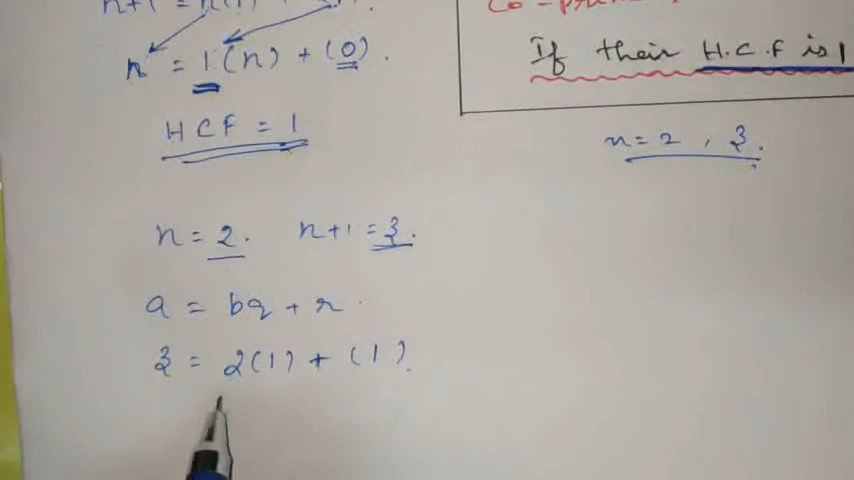 n = 1(n) + (0).
HCF = 1
n = 2. n+1 = 3.
a = bq + r.
3 = 2(1) + (1).
If their H.C.F is 1
n = 2, 3.